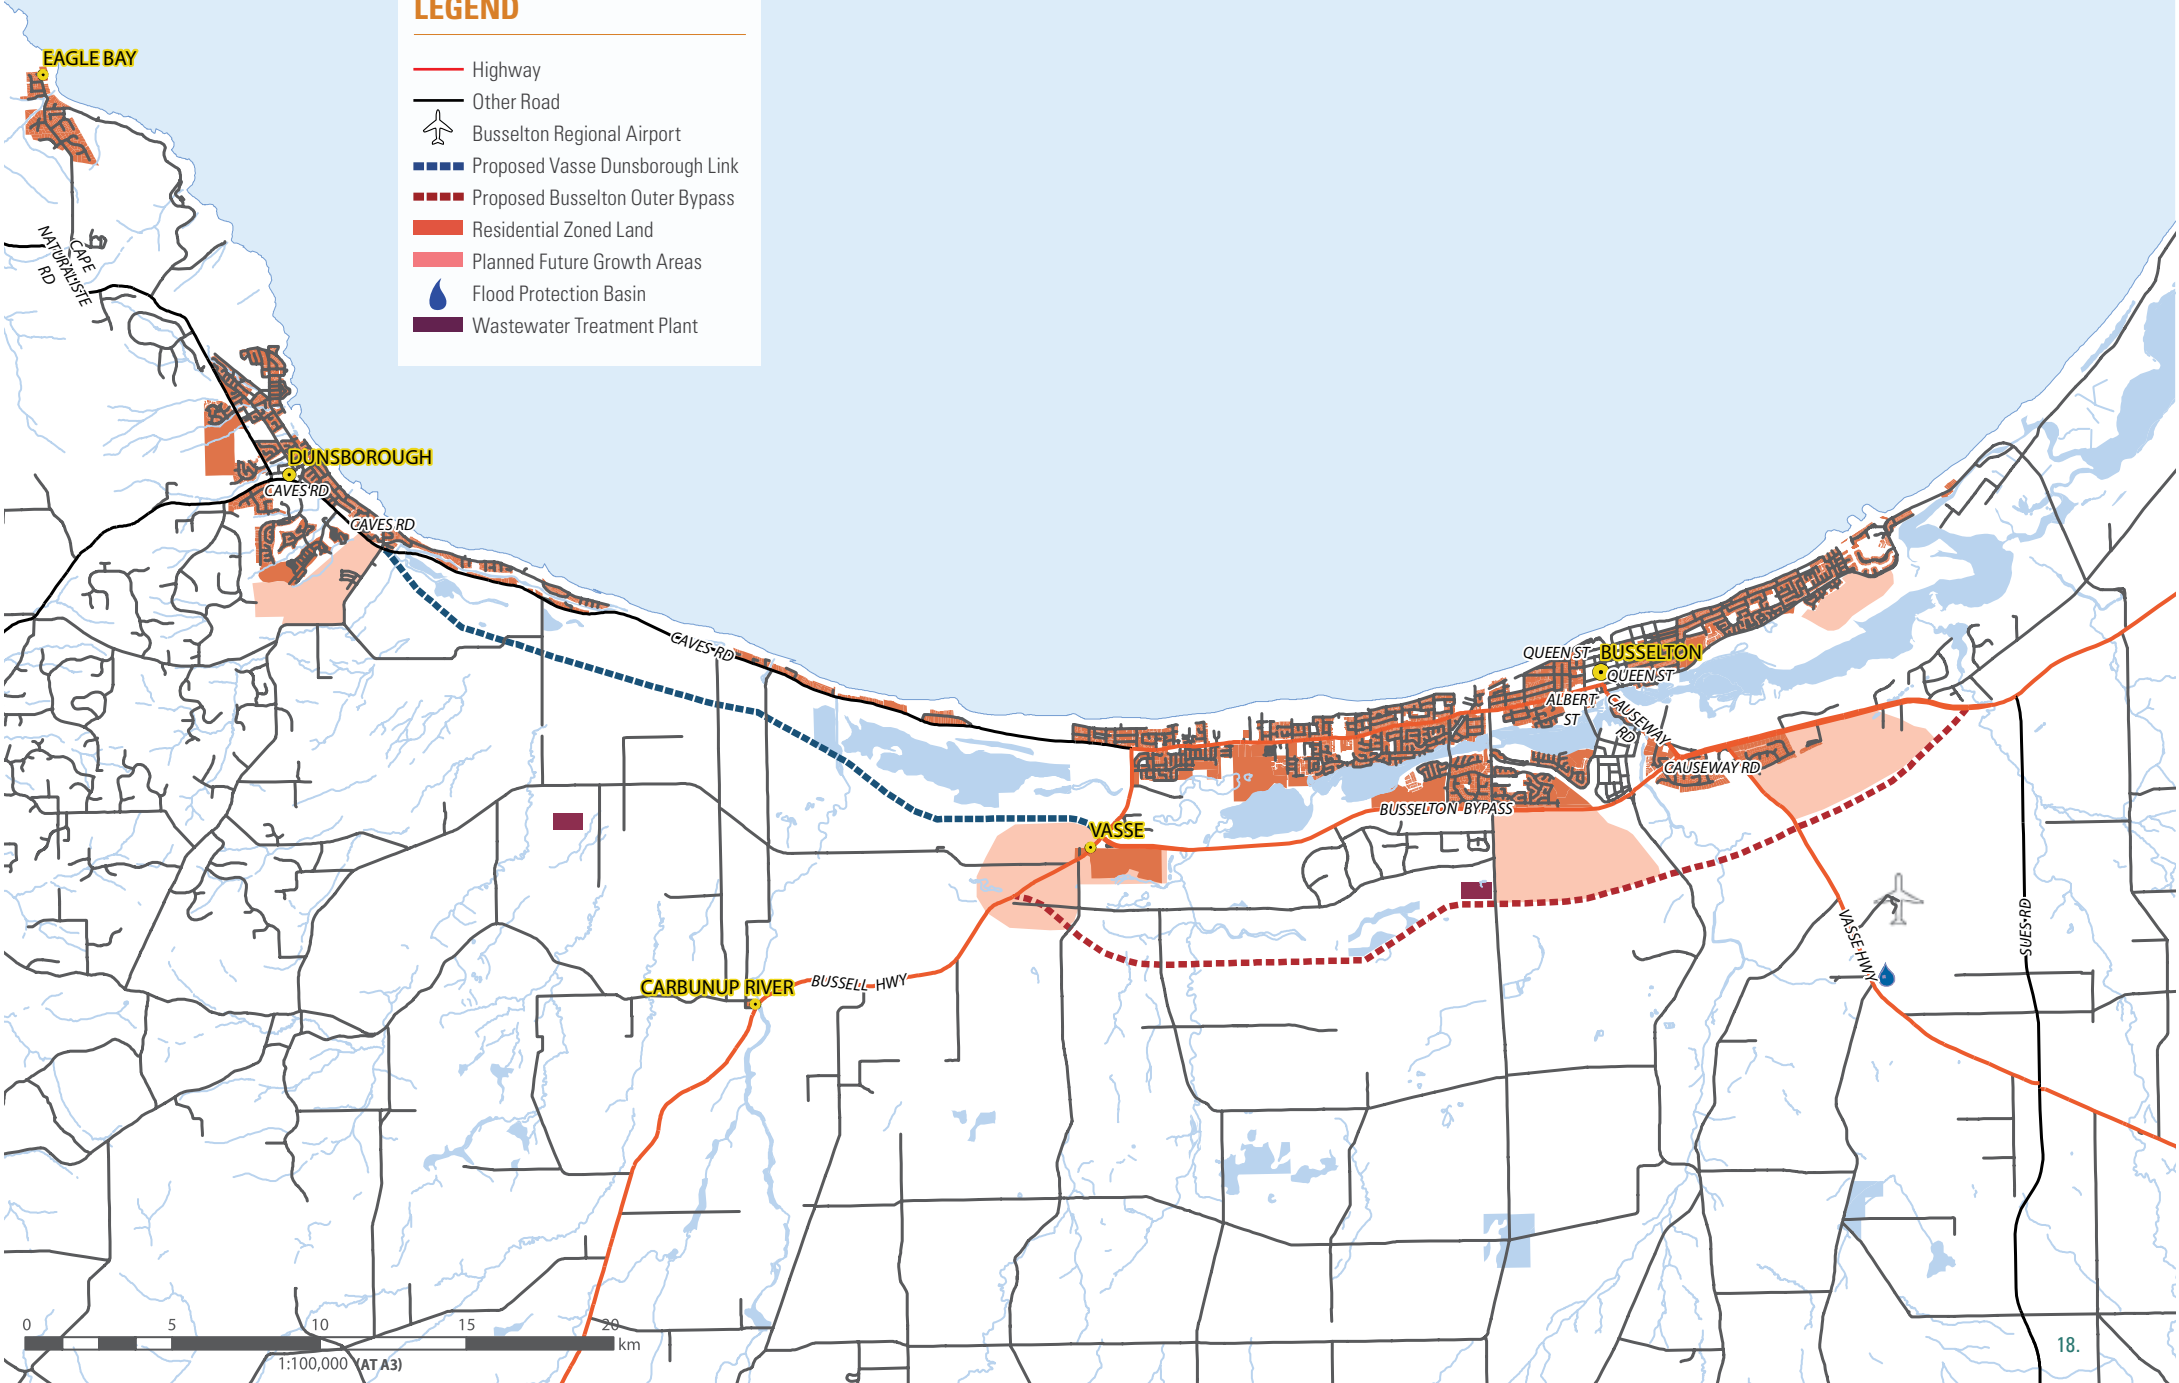 LEGEND
Highway
Other Road
Busselton Regional Airport
Proposed Vasse Dunsborough Link
Proposed Busselton Outer Bypass
Residential Zoned Land
Planned Future Growth Areas
Flood Protection Basin
Wastewater Treatment Plant
EAGLE BAY
CAPE
NATURALISTE
RD
DUNSBOROUGH
CAVES RD
CAVES RD
CAVES RD
QUEEN ST
BUSSELTON
QUEEN ST
ALBERT
ST
CAUSEWAY
RD
CAUSEWAY RD
BUSSELTON BYPASS
VASSE
VASSE HWY
SUES RD
CARBUNUP RIVER
BUSSELL HWY
0 5 10 15 20
km
1:100,000 (AT A3)
18.